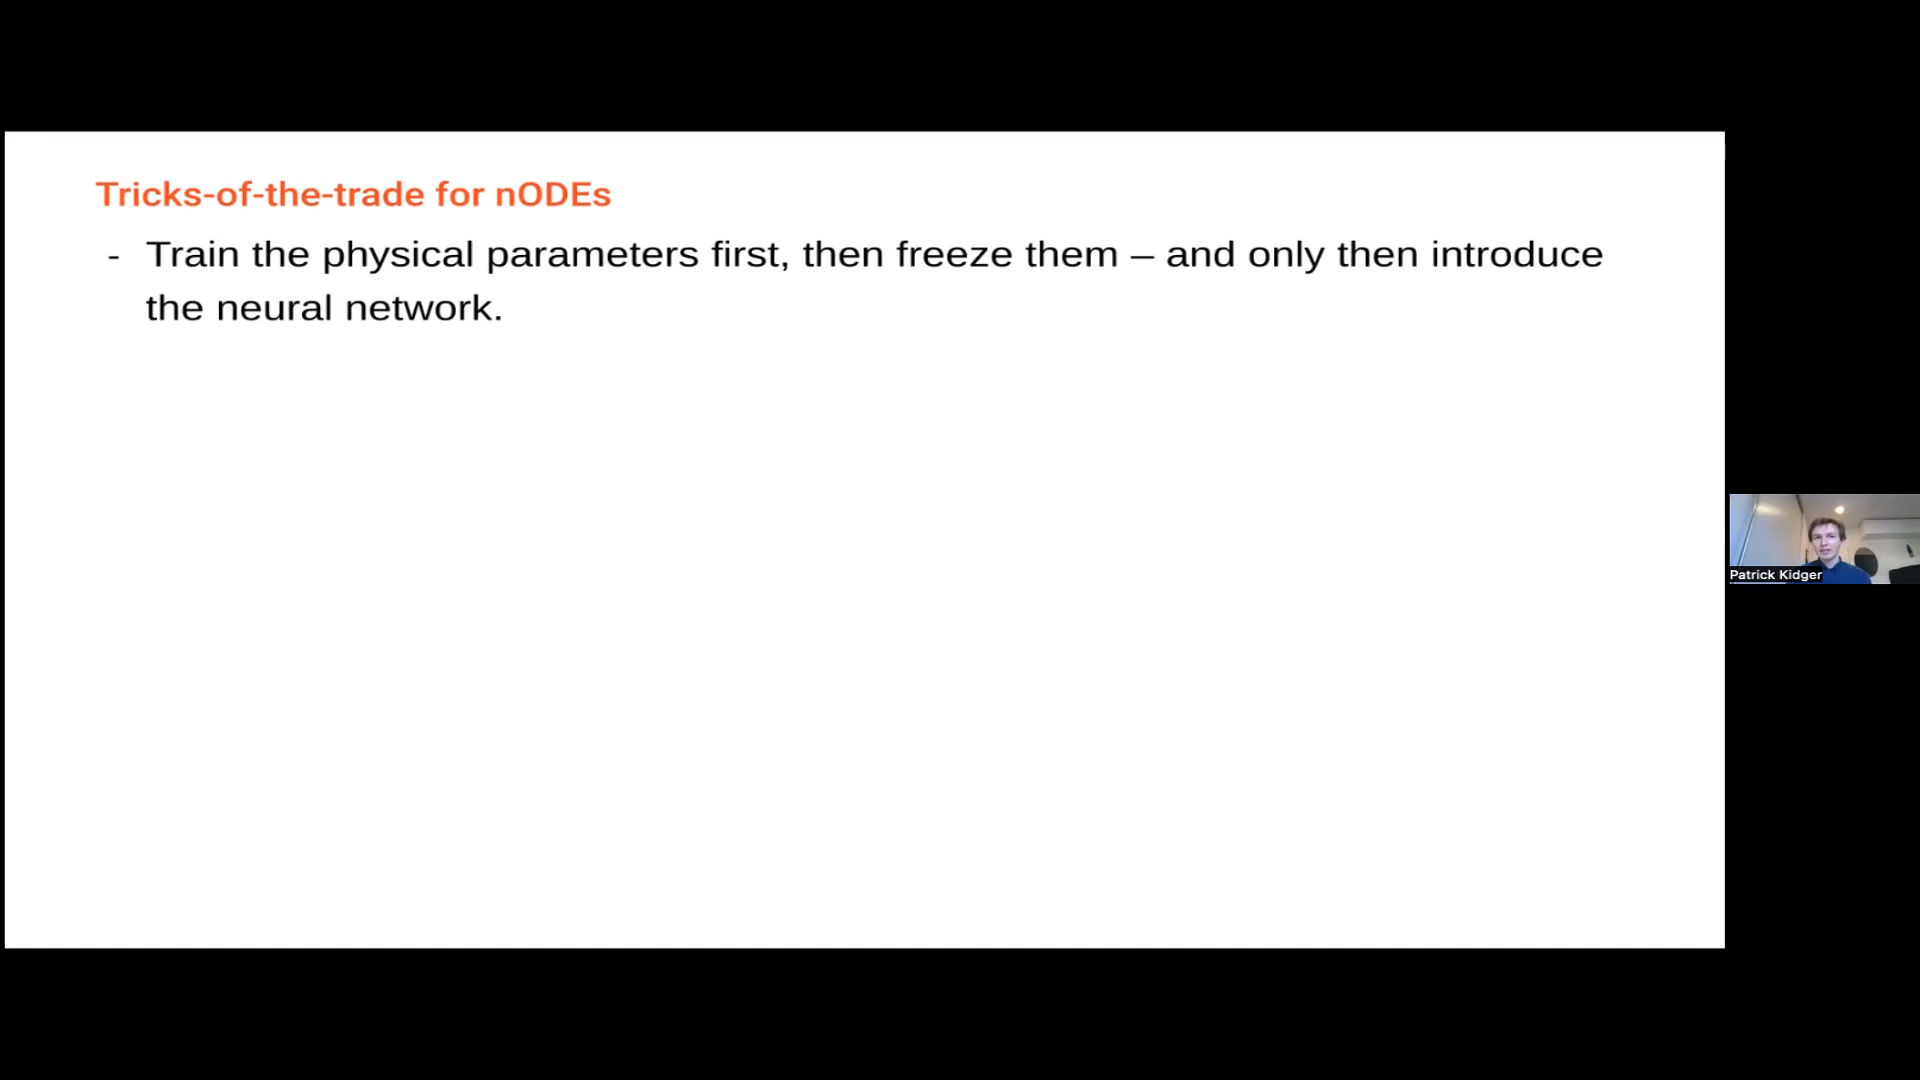 Tricks-of-the-trade for nODEs
- Train the physical parameters first, then freeze them – and only then introduce
the neural network.
Patrick Kidger